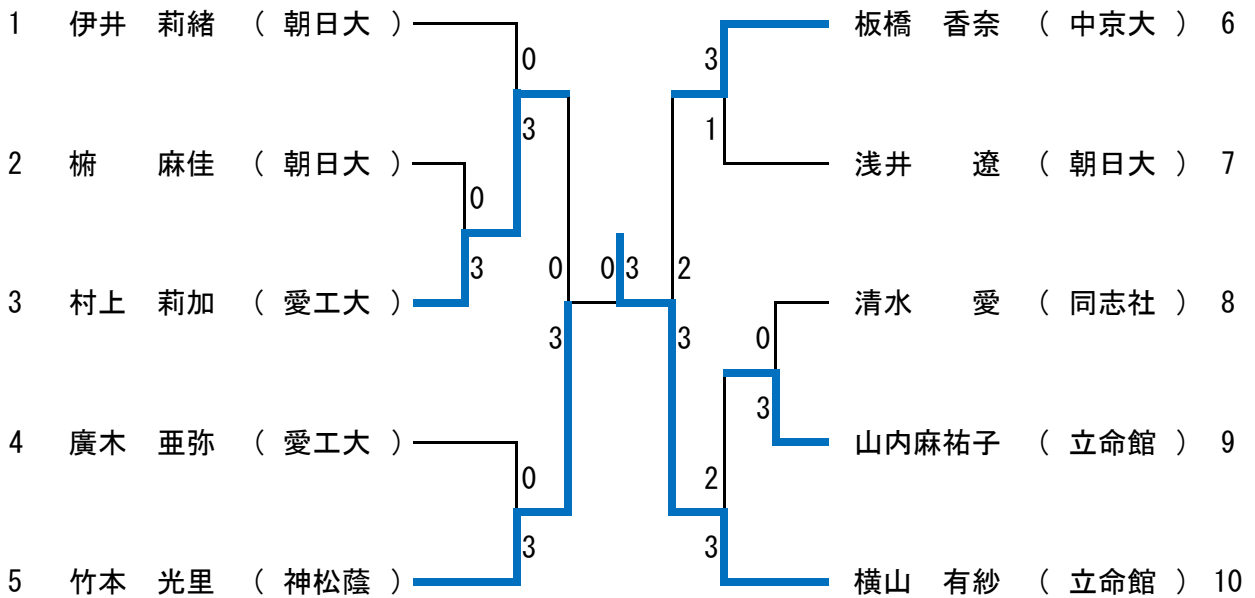 1 伊井 莉緒 ( 朝日大 )
0
3
2 椨 麻佳 ( 朝日大 )
0
3
3 村上 莉加 ( 愛工大 )
0
3
4 廣木 亜弥 ( 愛工大 )
0
3
5 竹本 光里 ( 神松蔭 )
0 3
板橋 香奈 ( 中京大 ) 6
3
1
浅井 遼 ( 朝日大 ) 7
2
3
清水 愛 ( 同志社 ) 8
0
3
山内麻祐子 ( 立命館 ) 9
2
3
横山 有紗 ( 立命館 ) 10